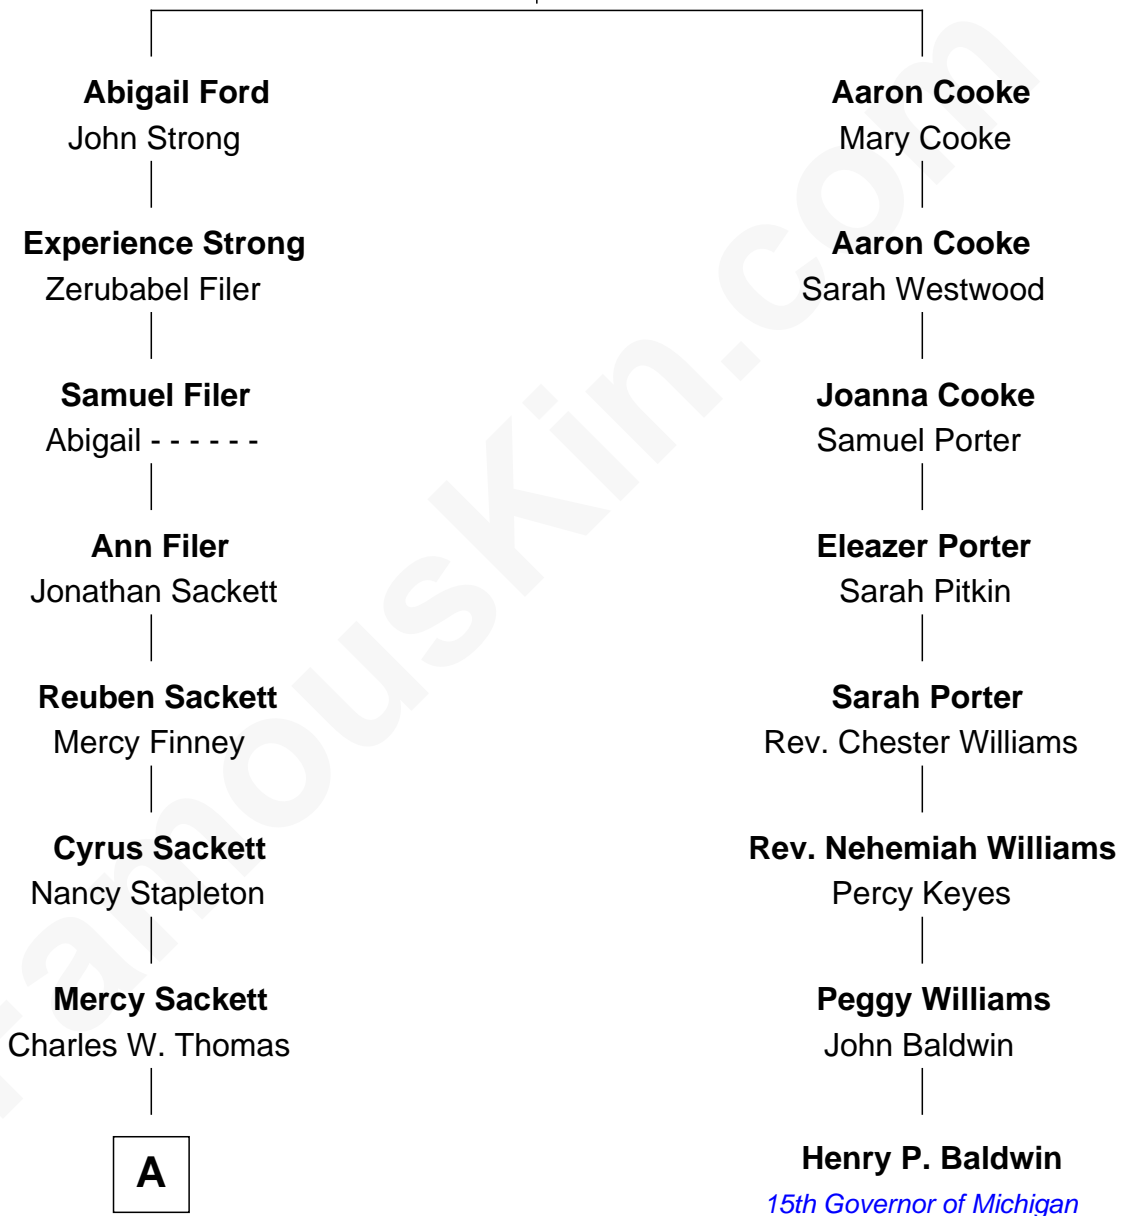 Abigail Ford
John Strong
Experience Strong
Zerubabel Filer
Samuel Filer
Abigail - - - - - -
Ann Filer
Jonathan Sackett
Reuben Sackett
Mercy Finney
Cyrus Sackett
Nancy Stapleton
Mercy Sackett
Charles W. Thomas
A
Aaron Cooke
Mary Cooke
Aaron Cooke
Sarah Westwood
Joanna Cooke
Samuel Porter
Eleazer Porter
Sarah Pitkin
Sarah Porter
Rev. Chester Williams
Rev. Nehemiah Williams
Percy Keyes
Peggy Williams
John Baldwin
Henry P. Baldwin
15th Governor of Michigan
FamousKin.com